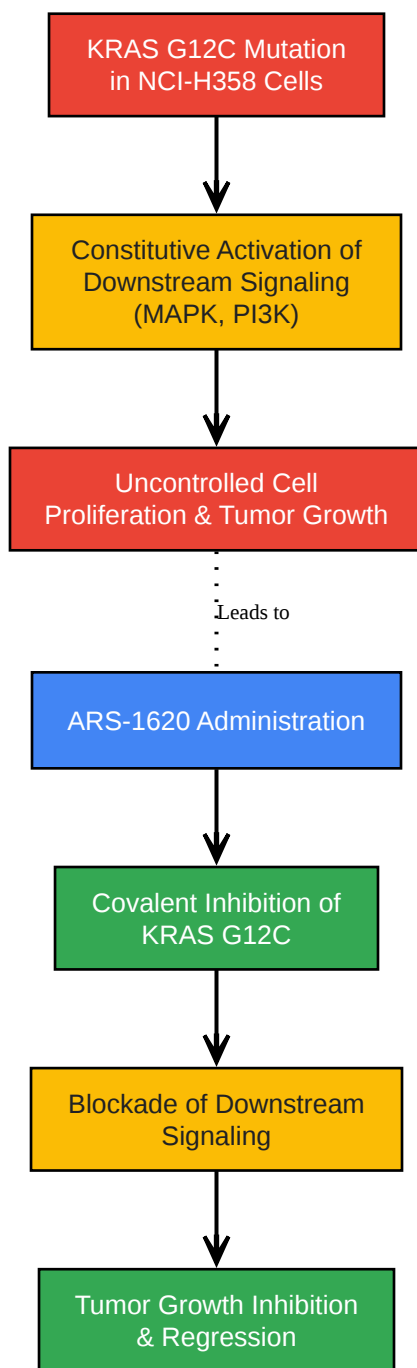 KRAS G12C Mutation
in NCI-H358 Cells
Constitutive Activation of
Downstream Signaling
(MAPK, PI3K)
Uncontrolled Cell
Proliferation & Tumor Growth
Leads to
ARS-1620 Administration
Covalent Inhibition of
KRAS G12C
Blockade of Downstream
Signaling
Tumor Growth Inhibition
& Regression